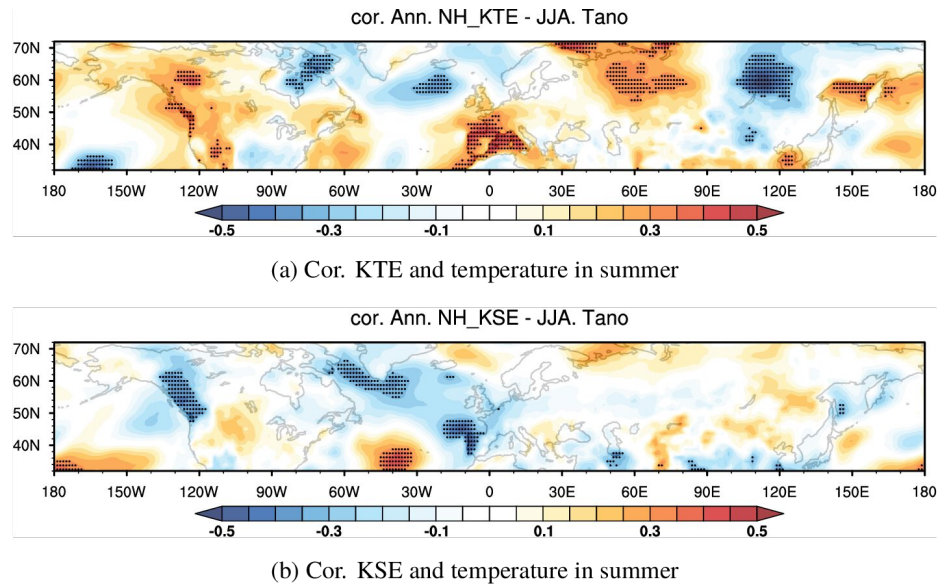 cor. Ann. NH_KTE - JJA. Tano
70N
60N
50N
40N
180 150W 120W 90W 60W 30W 0 30E 60E 90E 120E 150E 180
-0.5 -0.3 -0.1 0.1 0.3 0.5
(a) Cor. KTE and temperature in summer
cor. Ann. NH_KSE - JJA. Tano
70N
60N
50N
40N
180 150W 120W 90W 60W 30W 0 30E 60E 90E 120E 150E 180
-0.5 -0.3 -0.1 0.1 0.3 0.5
(b) Cor. KSE and temperature in summer